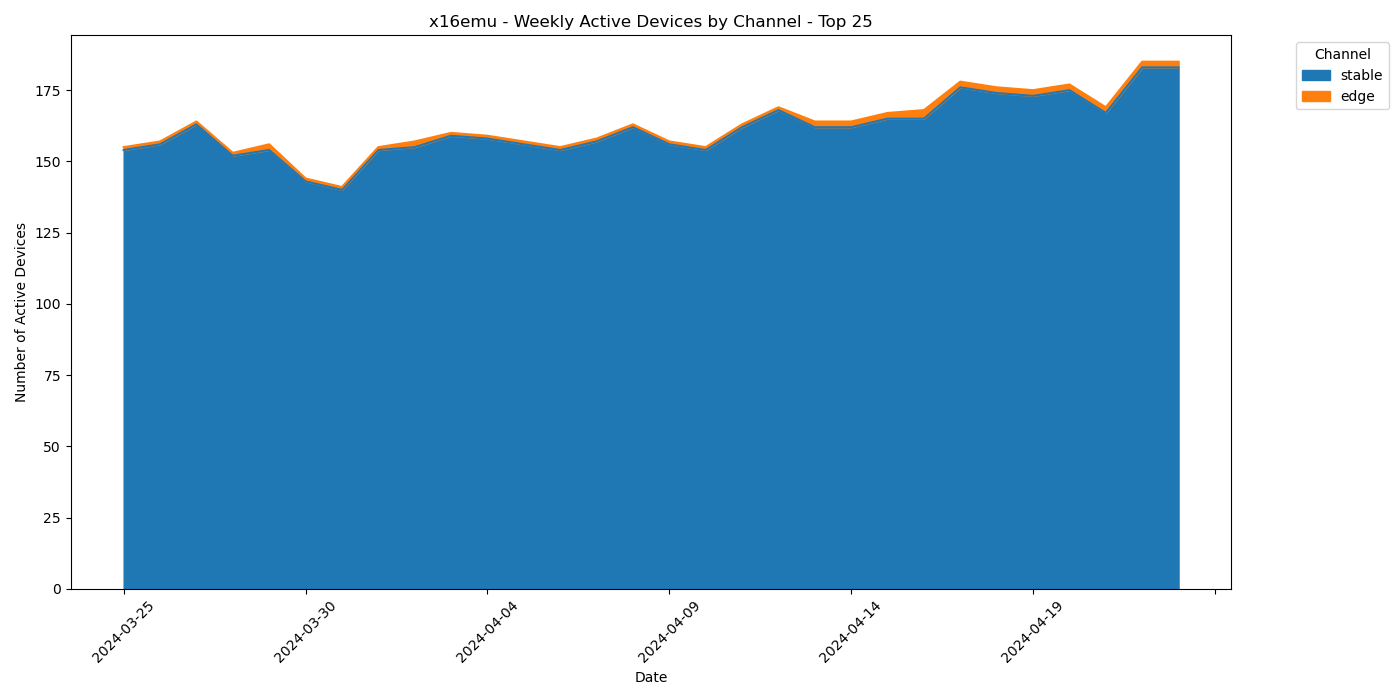 x16emu - Weekly Active Devices by Channel - Top 25
Channel
stable
edge
Number of Active Devices
175
150
125
100
75
50
25
0
2024-03-25
2024-03-30
2024-04-04
2024-04-09
2024-04-14
2024-04-19
Date